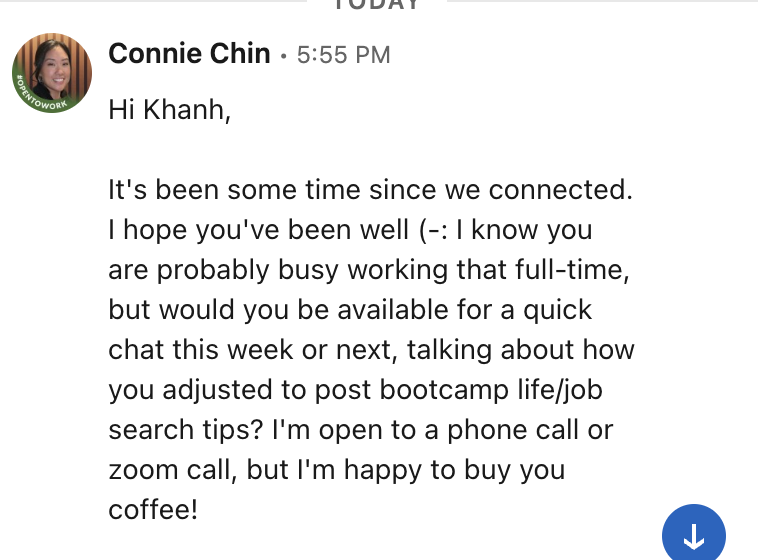 TODAY
Connie Chin • 5:55 PM
#OPENTOWORK
Hi Khanh,
It's been some time since we connected.
I hope you've been well (-: I know you
are probably busy working that full-time,
but would you be available for a quick
chat this week or next, talking about how
you adjusted to post bootcamp life/job
search tips? I'm open to a phone call or
zoom call, but I'm happy to buy you
coffee!